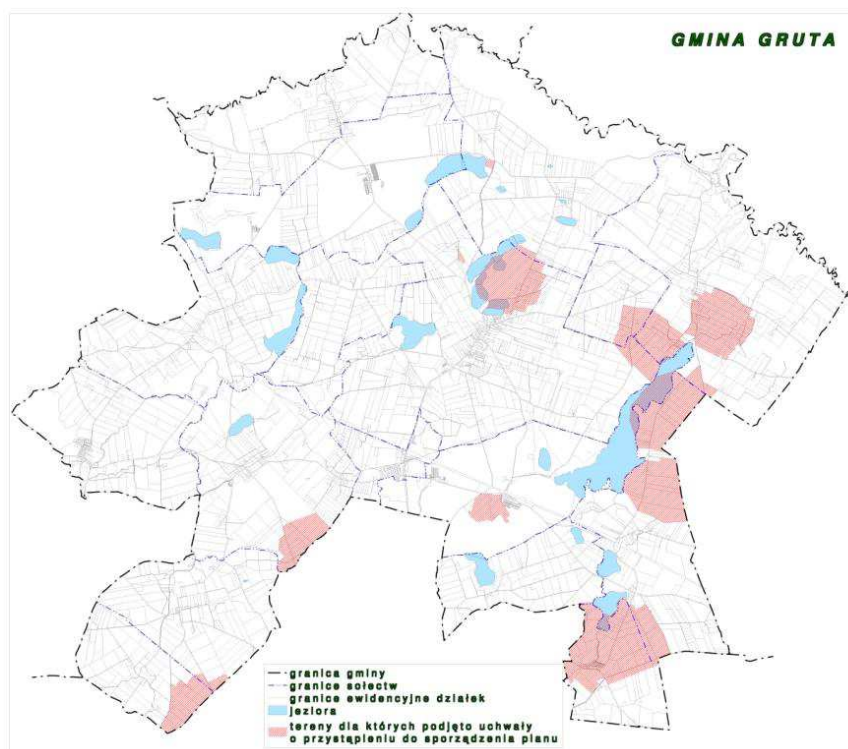 GMINA GRUTA
granica gminy
granice sołectw
granice ewidencyjne działek
jeziora
tereny dla których podjęto uchwały
o przystąpieniu do sporządzenia planu